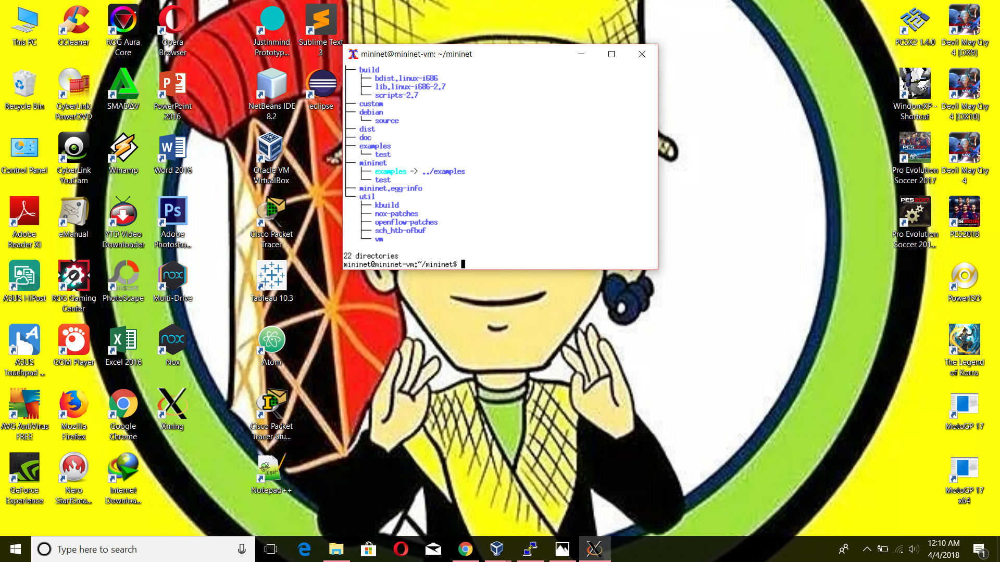 This PC
CCleaner
ROG Aura
Core
Opera
Browser
Justinmind
Prototyp...
Sublime Text
3
PCSX2 1.4.0
Devil May Cry
4 [DX9]
Recycle Bin
CyberLink
PowerDVD
SMADAV
PowerPoint
2016
NetBeans IDE
8.2
eclipse
WindomXP -
Shortcut
Devil May Cry
4 [DX10]
Control Panel
CyberLink
YouCam
Winamp
Word 2016
Oracle VM
VirtualBox
Pro Evolution
Soccer 2017
Devil May Cry
4
Adobe
Reader XI
eManual
YTD Video
Downloader
Adobe
Photosho...
Cisco Packet
Tracer
Pro Evolution
Soccer 201...
PES2018
ASUS HiPost
ROG Gaming
Center
PhotoScape
Multi-Drive
Tableau 10.3
PowerISO
ASUS
Touchpad ...
GOM Player
Excel 2016
Nox
Atom
The Legend
of Korra
AVG AntiVirus
FREE
Mozilla
Firefox
Google
Chrome
Xming
Cisco Packet
Tracer Stu...
MotoGP 17
GeForce
Experience
Nero
StartSma...
Internet
Downloa...
Notepad++
MotoGP 17
x64
mininet@mininet-vm: ~/mininet
├── build
│   ├── bdist.linux-i686
│   ├── lib.linux-i686-2.7
│   └── scripts-2.7
├── custom
├── debian
│   └── source
├── dist
├── doc
├── examples
│   └── test
├── mininet
│   ├── examples -> ../examples
│   └── test
├── mininet.egg-info
└── util
    ├── kbuild
    ├── nox-patches
    ├── openflow-patches
    ├── sch_htb-ofbuf
    └── vm
22 directories
mininet@mininet-vm:~/mininet$
Type here to search
12:10 AM
4/4/2018
1